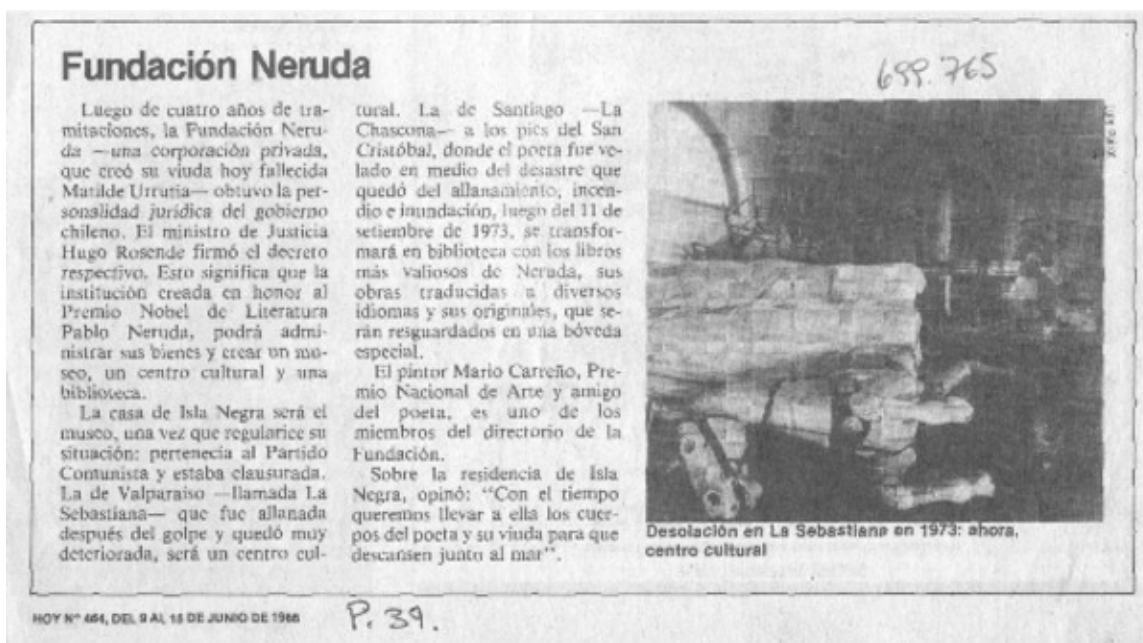 Fundación Neruda
699.765
Luego de cuatro años de tra-
mitaciones, la Fundación Neru-
da —una corporación privada,
que creó su viuda hoy fallecida
Matilde Urrutia— obtuvo la per-
sonalidad jurídica del gobierno
chileno. El ministro de Justicia
Hugo Rosende firmó el decreto
respectivo. Esto significa que la
institución creada en honor al
Premio Nobel de Literatura
Pablo Neruda, podrá admi-
nistrar sus bienes y crear un mu-
seo, un centro cultural y una
biblioteca.
La casa de Isla Negra será el
museo, una vez que regularice su
situación: pertenecía al Partido
Comunista y estaba clausurada.
La de Valparaíso —llamada La
Sebastiana— que fue allanada
después del golpe y quedó muy
deteriorada, será un centro cul-
tural. La de Santiago —La
Chascona— a los pies del San
Cristóbal, donde el poeta fue ve-
lado en medio del desastre que
quedó del allanamiento, incen-
dio e inundación, luego del 11 de
setiembre de 1973, se transfor-
mará en biblioteca con los libros
más valiosos de Neruda, sus
obras traducidas a diversos
idiomas y sus originales, que se-
rán resguardados en una bóveda
especial.
El pintor Mario Carreño, Pre-
mio Nacional de Arte y amigo
del poeta, es uno de los
miembros del directorio de la
Fundación.
Sobre la residencia de Isla
Negra, opinó: “Con el tiempo
queremos llevar a ella los cuer-
pos del poeta y su viuda para que
descansen junto al mar”.
Desolación en La Sebastiana en 1973: ahora,
centro cultural
HOY N° 464, DEL 9 AL 15 DE JUNIO DE 1986
P. 39.